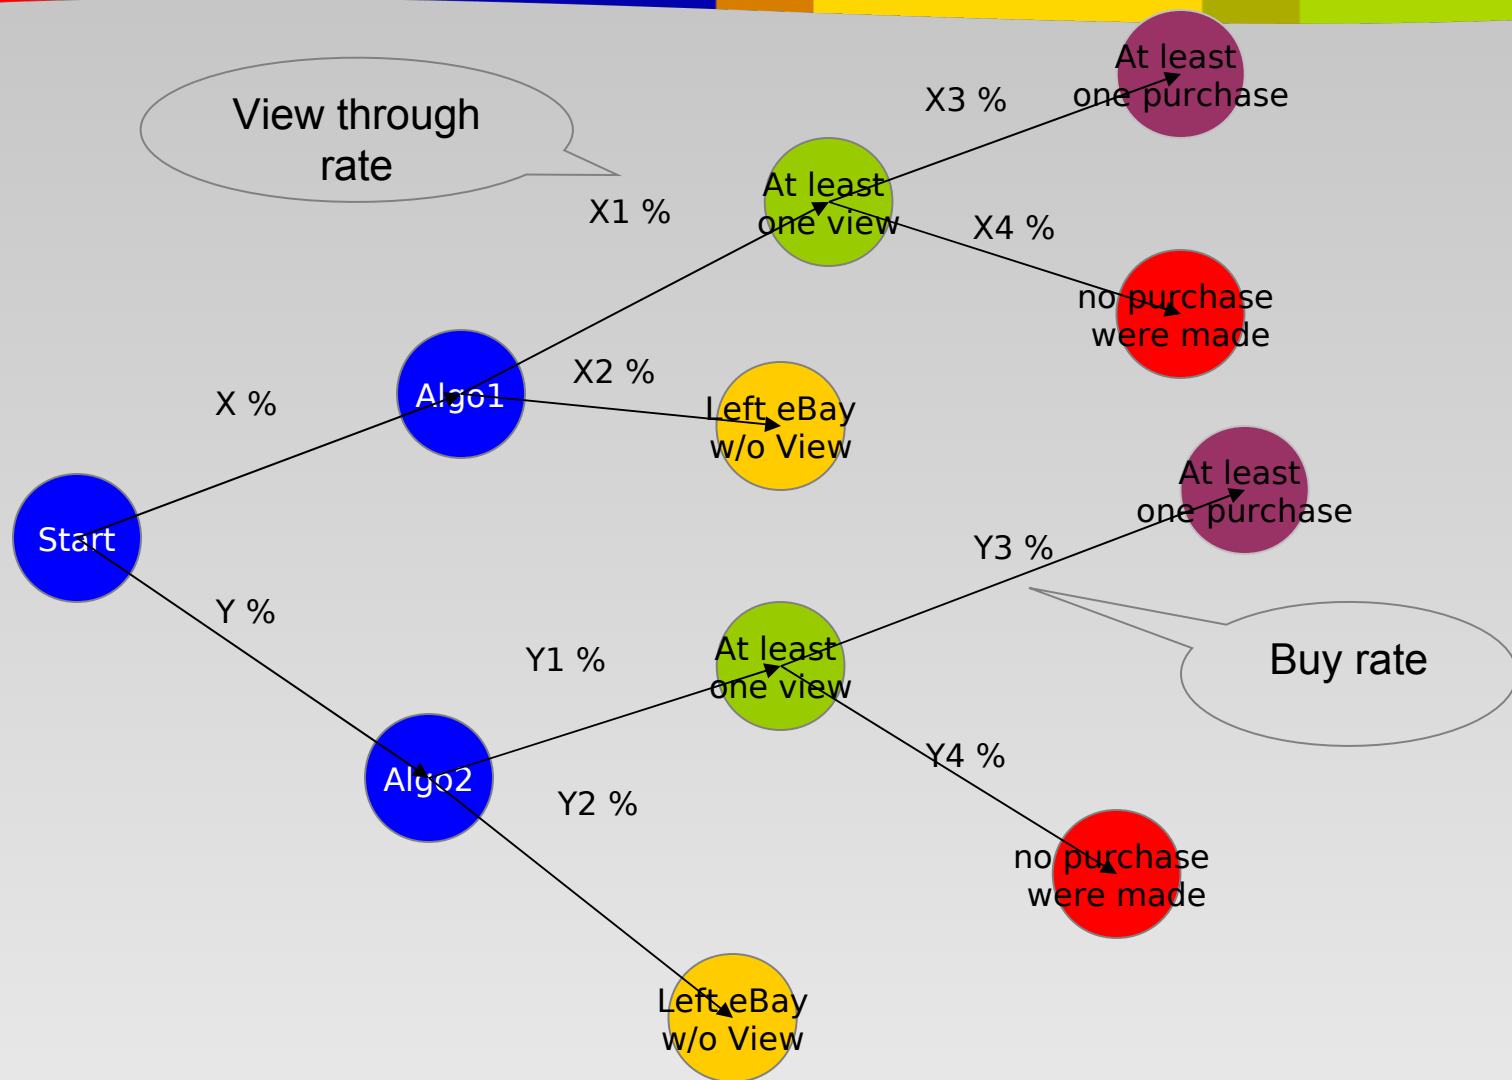 At least
one purchase
X3 %
View through
rate
At least
one view
X1 %
X4 %
no purchase
were made
X2 %
Algo1
X %
Left eBay
w/o View
At least
one purchase
Start
Y3 %
Y %
Y1 %
At least
one view
Buy rate
Y4 %
Algo2
Y2 %
no purchase
were made
Left eBay
w/o View